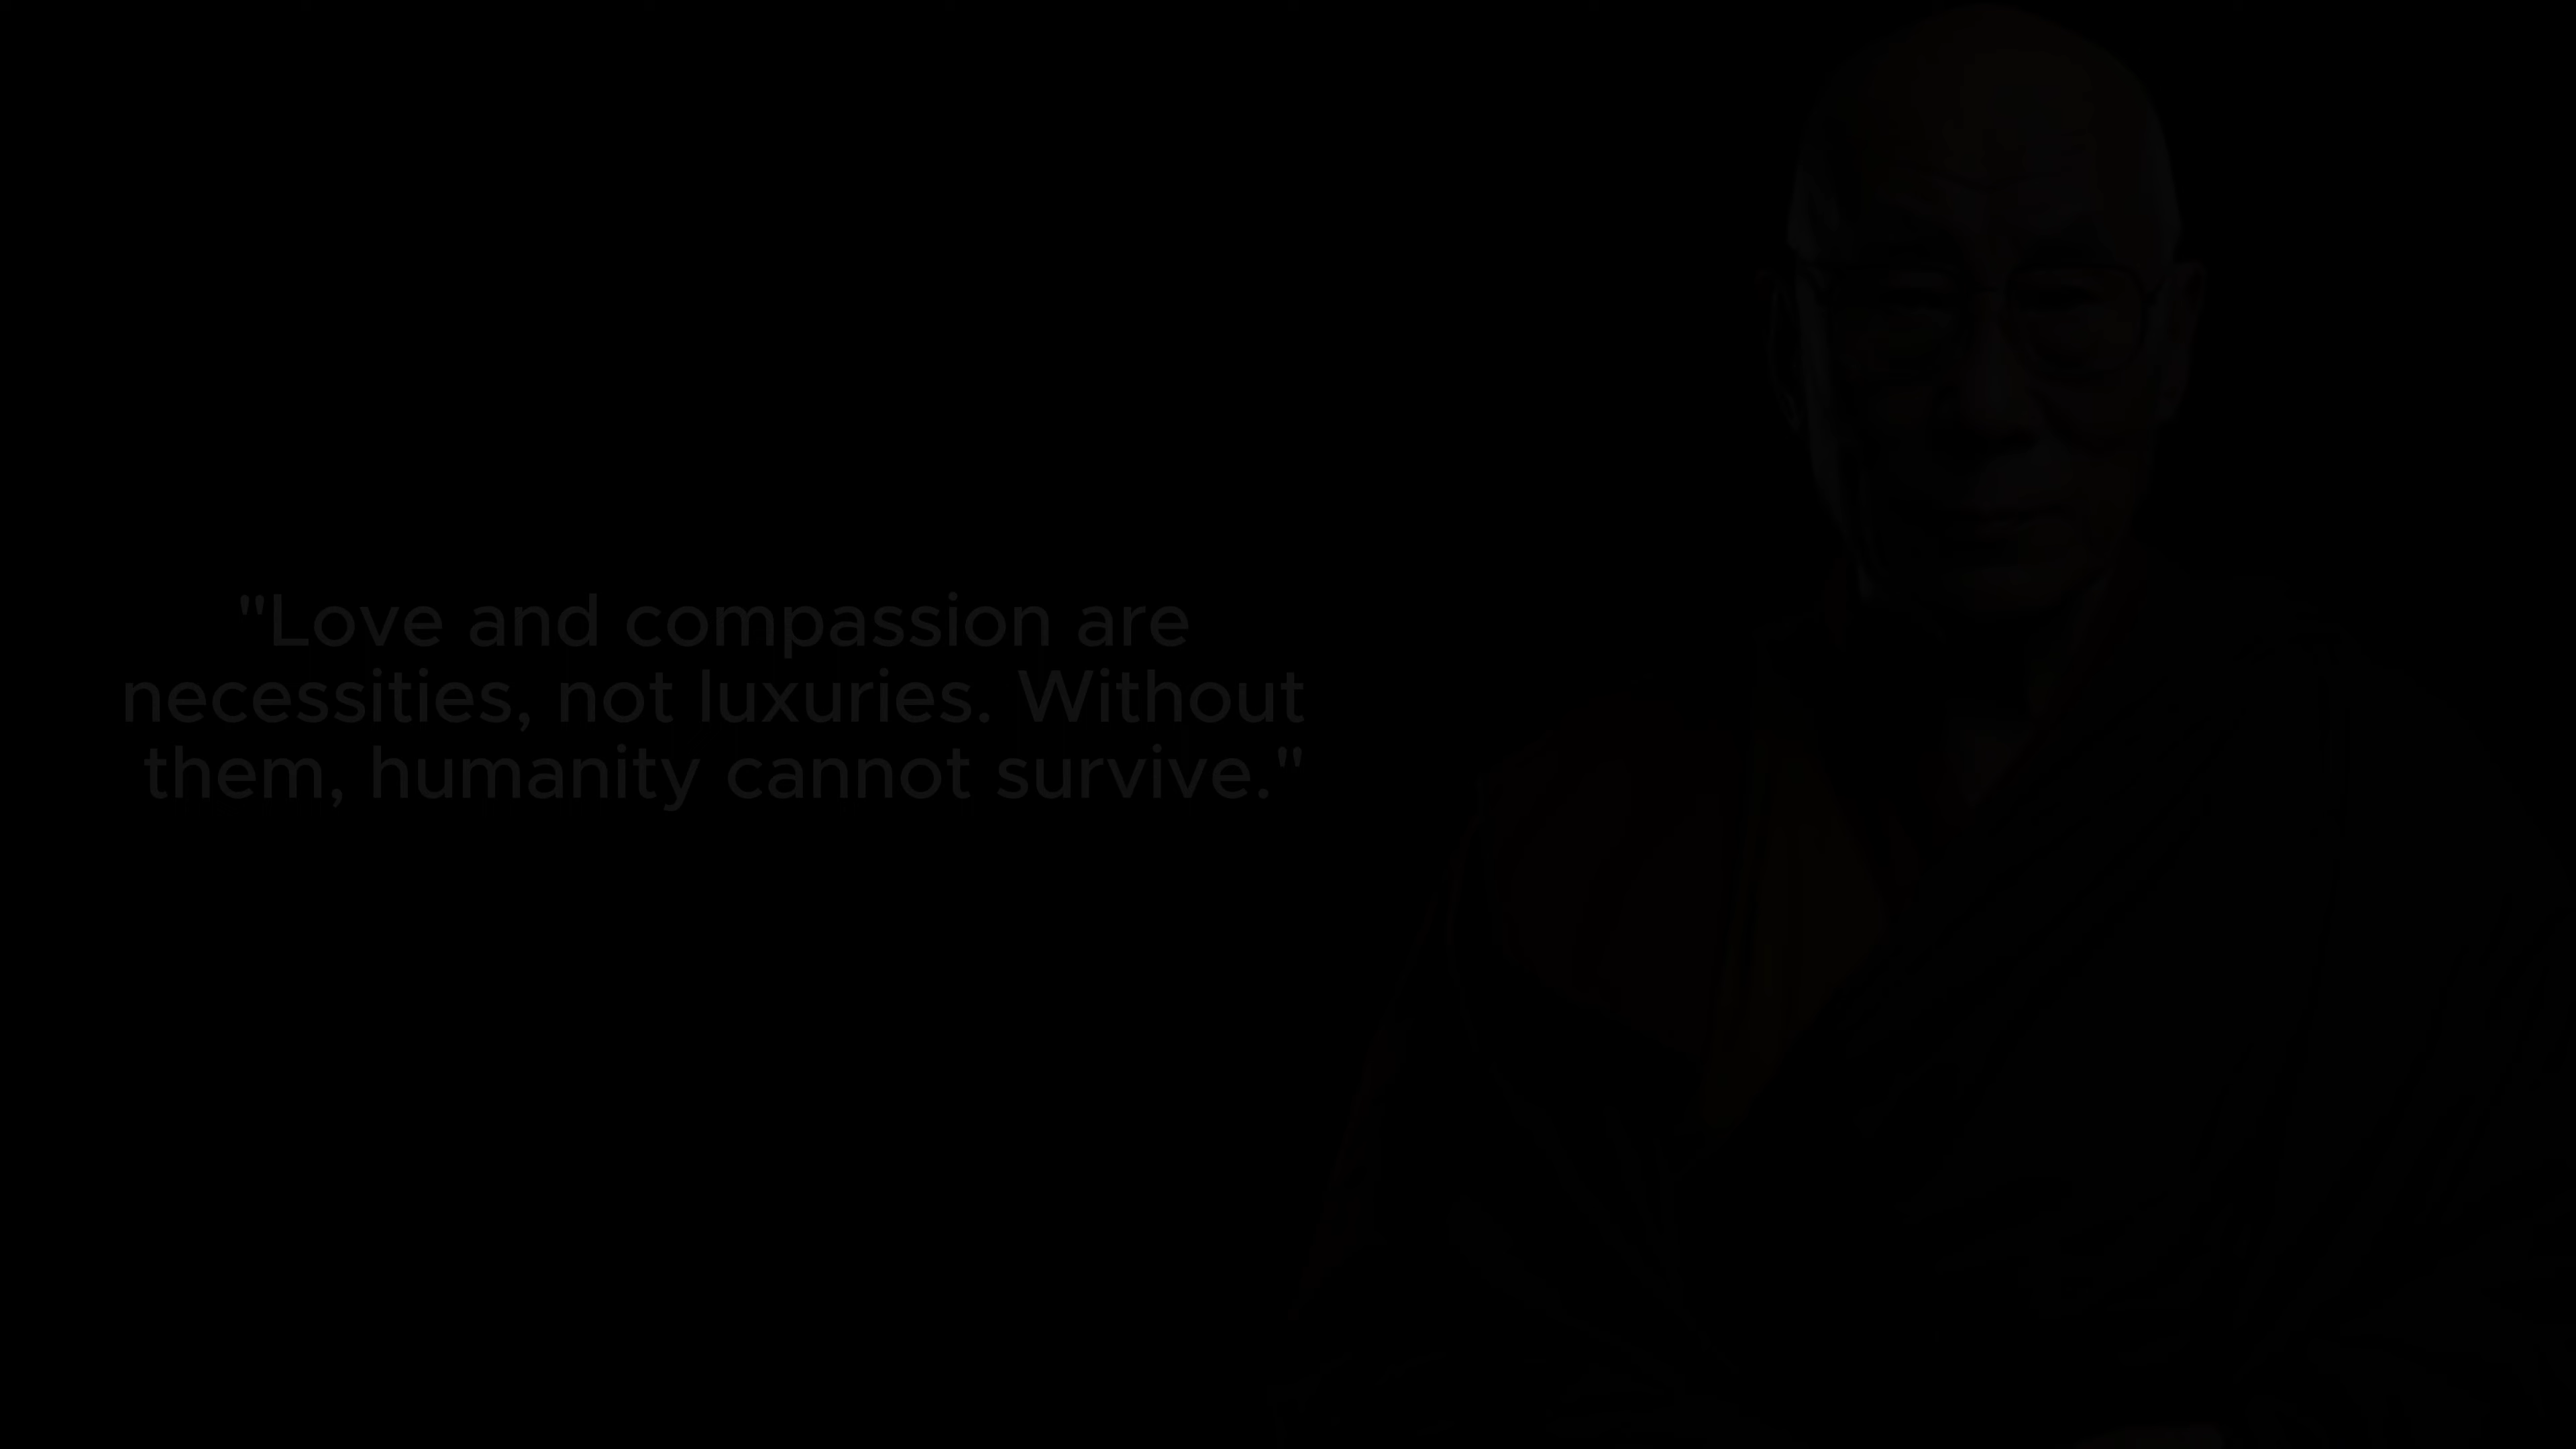 "Love and compassion are
necessities, not luxuries. Without
them, humanity cannot survive."